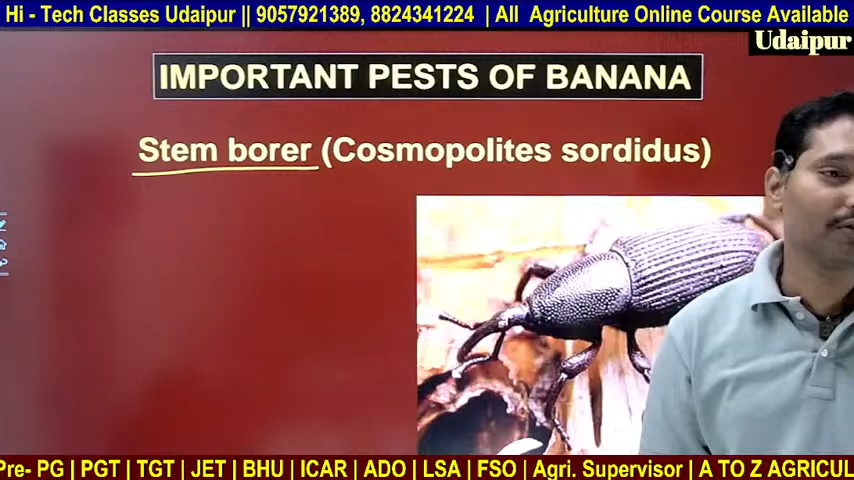 Hi - Tech Classes Udaipur || 9057921389, 8824341224 | All Agriculture Online Course Available
Udaipur
IMPORTANT PESTS OF BANANA
Stem borer (Cosmopolites sordidus)
Pre- PG | PGT | TGT | JET | BHU | ICAR | ADO | LSA | FSO | Agri. Supervisor | A TO Z AGRICUL